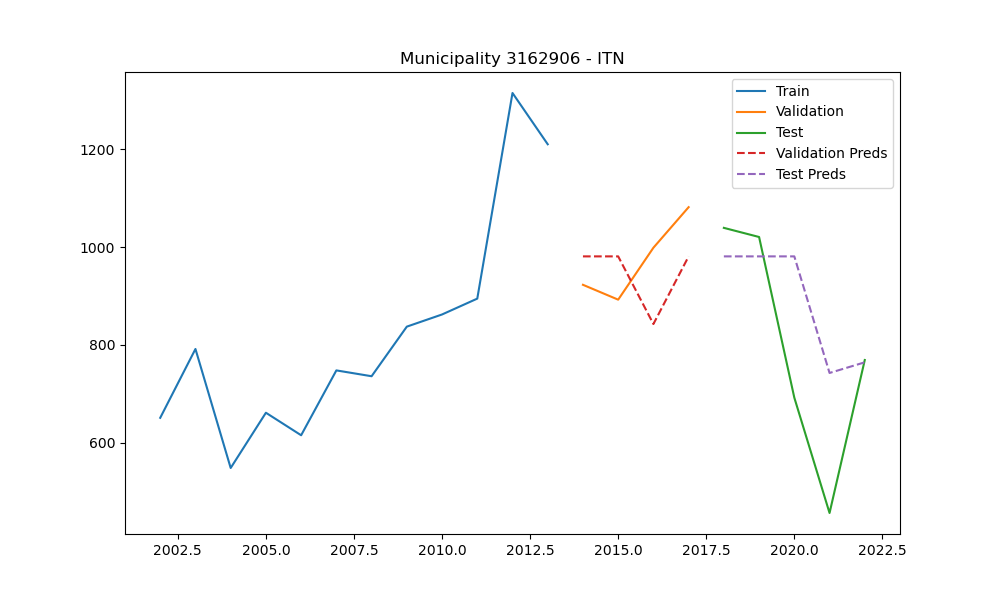 Municipality 3162906 - ITN
Train
Validation
Test
Validation Preds
Test Preds
1200
1000
800
600
2002.5 2005.0 2007.5 2010.0 2012.5 2015.0 2017.5 2020.0 2022.5